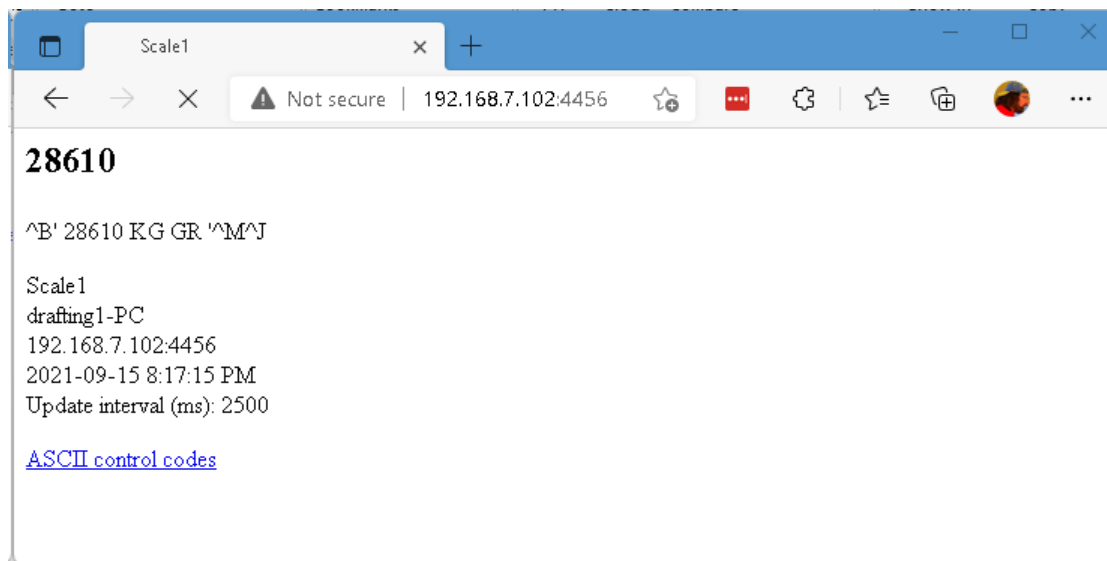 Scale1
Not secure | 192.168.7.102:4456
28610
^B' 28610 KG GR '^M^J
Scale1
drafting1-PC
192.168.7.102:4456
2021-09-15 8:17:15 PM
Update interval (ms): 2500
ASCII control codes